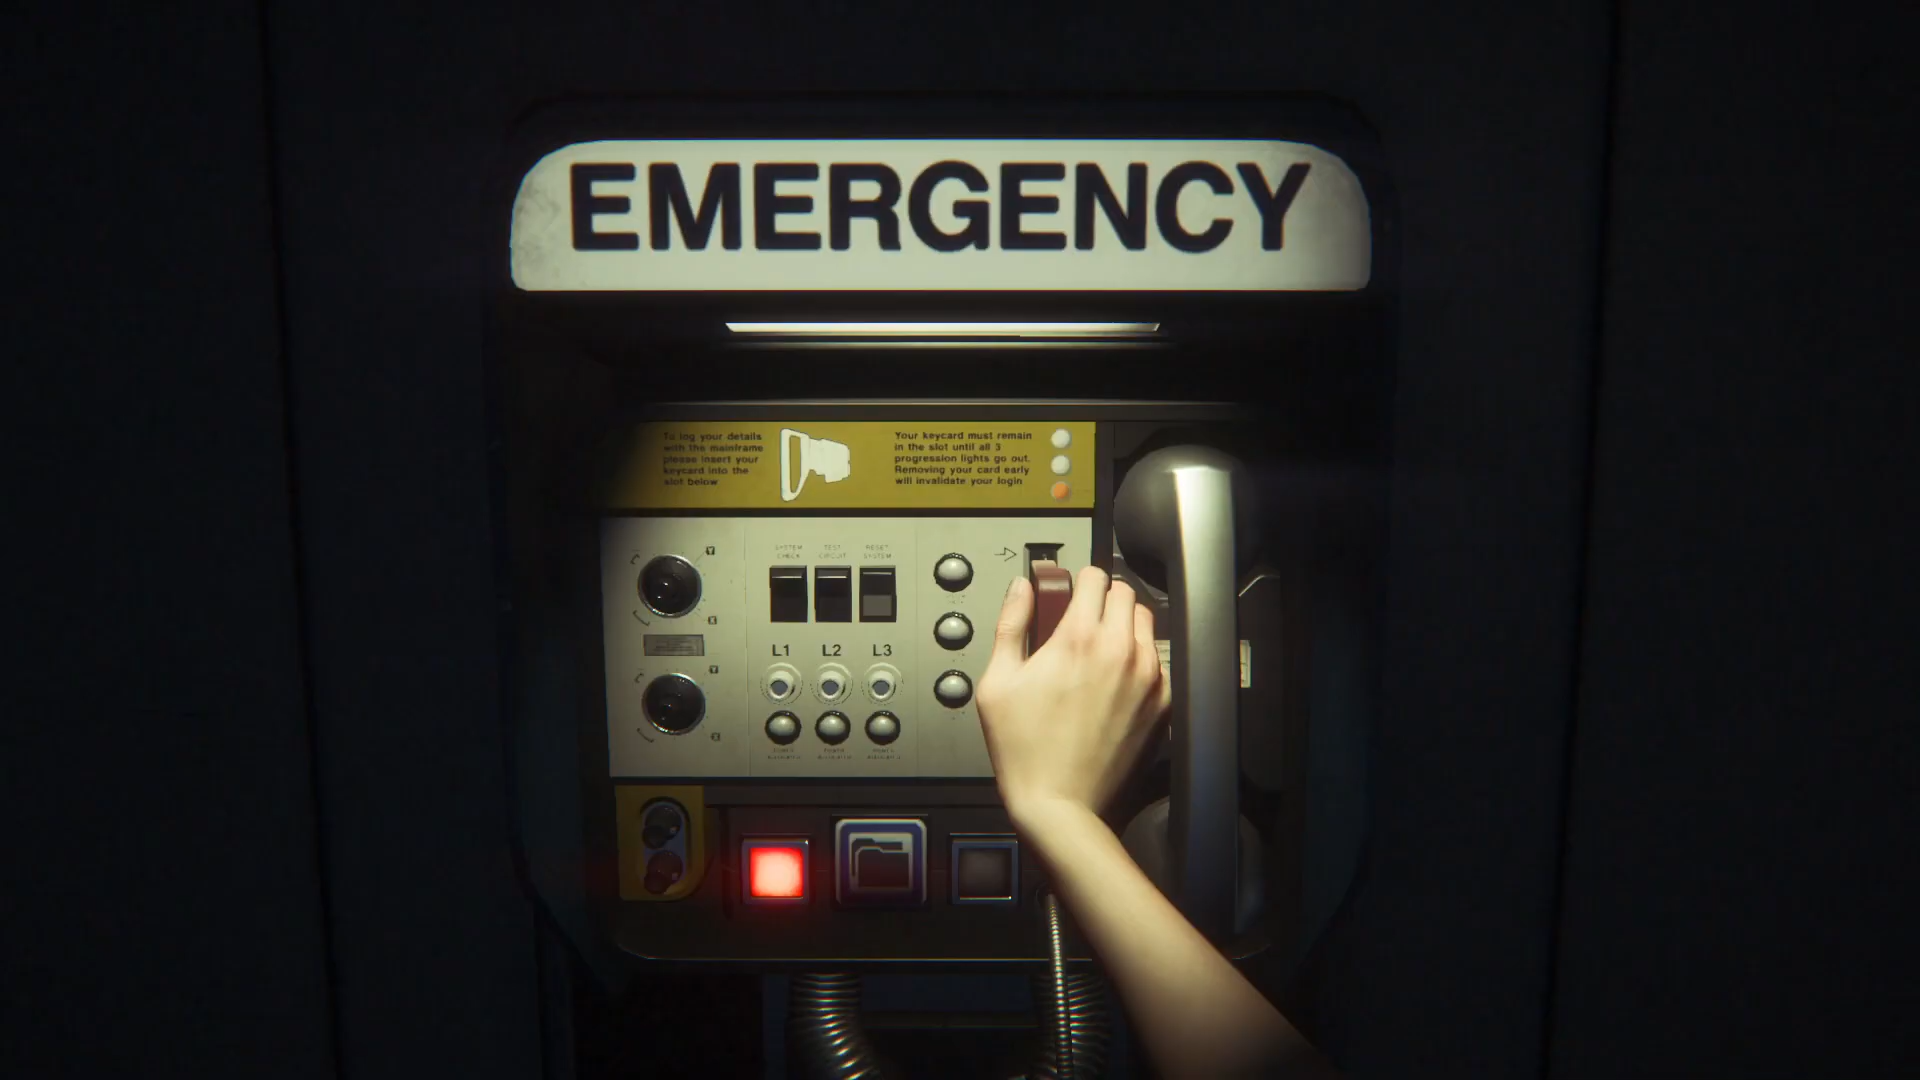 EMERGENCY
To log your details
with the mainframe
please insert your
keycard into the
slot below
Your keycard must remain
in the slot until all 3
progression lights go out.
Removing your card early
will invalidate your login
SYSTEM
CHECK
TEST
CIRCUIT
RESET
SYSTEM
L1
L2
L3